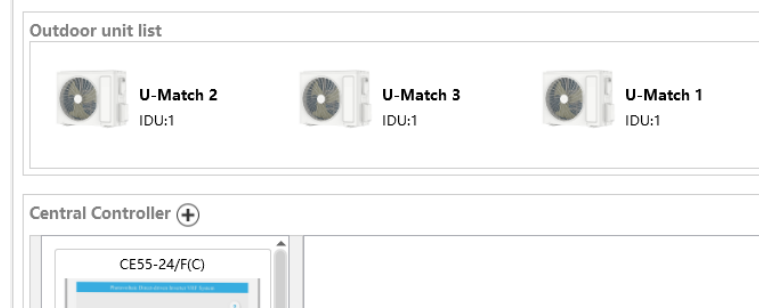 Outdoor unit list
U-Match 2
IDU:1
U-Match 3
IDU:1
U-Match 1
IDU:1
Central Controller
CE55-24/F(C)